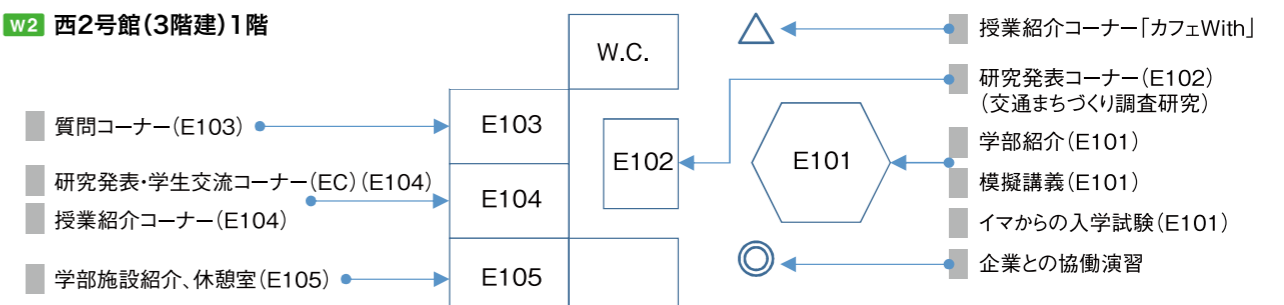 W2 西2号館(3階建)1階
W.C.
授業紹介コーナー「カフェWith」
研究発表コーナー(E102)
(交通まちづくり調査研究)
質問コーナー(E103)
E103
E102
E101
学部紹介(E101)
模擬講義(E101)
イマからの入学試験(E101)
研究発表・学生交流コーナー(EC)(E104)
授業紹介コーナー(E104)
E104
企業との協働演習
学部施設紹介、休憩室(E105)
E105